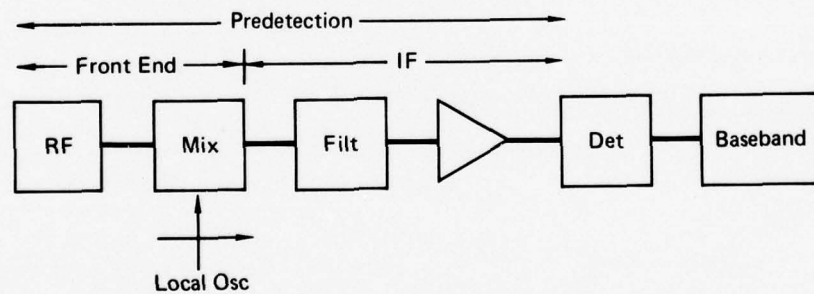 Predetection
Front End
IF
RF
Mix
Filt
Det
Baseband
Local Osc